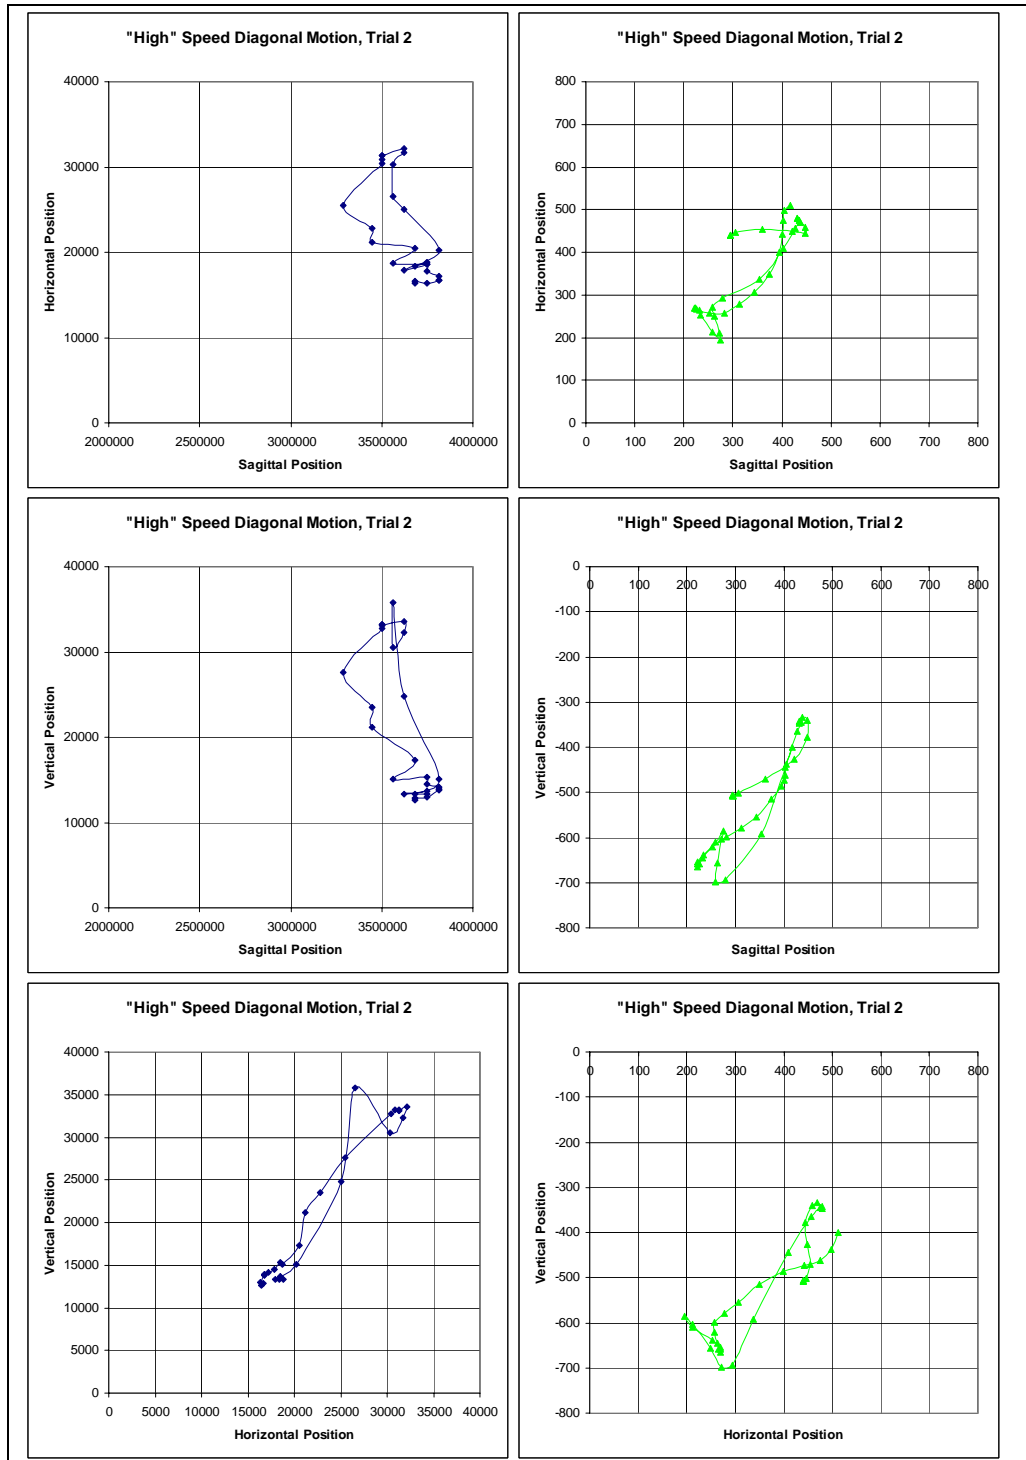 "High" Speed Diagonal Motion, Trial 2
40000
30000
20000
10000
0
Horizontal Position
2000000 2500000 3000000 3500000 4000000
Sagittal Position
"High" Speed Diagonal Motion, Trial 2
800
700
600
500
400
300
200
100
0
Horizontal Position
0 100 200 300 400 500 600 700 800
Sagittal Position
"High" Speed Diagonal Motion, Trial 2
40000
30000
20000
10000
0
Vertical Position
2000000 2500000 3000000 3500000 4000000
Sagittal Position
"High" Speed Diagonal Motion, Trial 2
0
0 100 200 300 400 500 600 700 800
-100
-200
-300
-400
-500
-600
-700
-800
Vertical Position
Sagittal Position
"High" Speed Diagonal Motion, Trial 2
40000
35000
30000
25000
20000
15000
10000
5000
0
Vertical Position
0 5000 10000 15000 20000 25000 30000 35000 40000
Horizontal Position
"High" Speed Diagonal Motion, Trial 2
0
0 100 200 300 400 500 600 700 800
-100
-200
-300
-400
-500
-600
-700
-800
Vertical Position
Horizontal Position